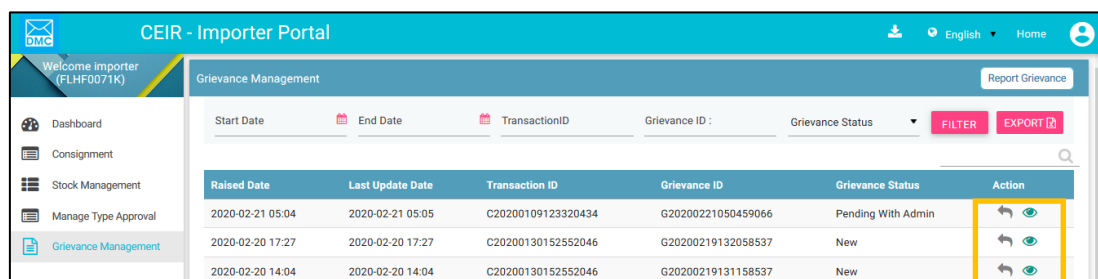 DMC
CEIR - Importer Portal
English
Home
Welcome importer
(FLHF0071K)
Grievance Management
Report Grievance
Dashboard
Consignment
Stock Management
Manage Type Approval
Grievance Management
Start Date
End Date
TransactionID
Grievance ID :
Grievance Status
FILTER
EXPORT
Raised Date Last Update Date Transaction ID Grievance ID Grievance Status Action
2020-02-21 05:04 2020-02-21 05:05 C20200109123320434 G20200221050459066 Pending With Admin
2020-02-20 17:27 2020-02-20 17:27 C20200130152552046 G20200219132058537 New
2020-02-20 14:04 2020-02-20 14:04 C20200130152552046 G20200219131158537 New